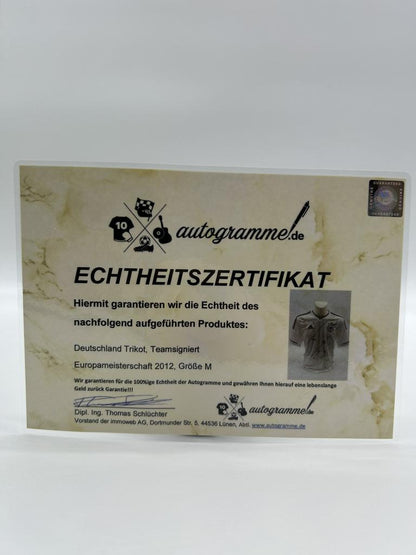 10
autogramme.de
ECHTHEITSZERTIFIKAT
Hiermit garantieren wir die Echtheit des
nachfolgend aufgeführten Produktes:
Deutschland Trikot, Teamsigniert
Europameisterschaft 2012, Größe M
Wir garantieren für die 100%ige Echtheit der Autogramme und gewähren Ihnen hierauf eine lebenslange
Geld zurück Garantie!!!
autogramme.de
Dipl. Ing. Thomas Schlüchter
Vorstand der immoweb AG, Dortmunder Str. 5, 44536 Lünen, Abtl. www.autogramme.de